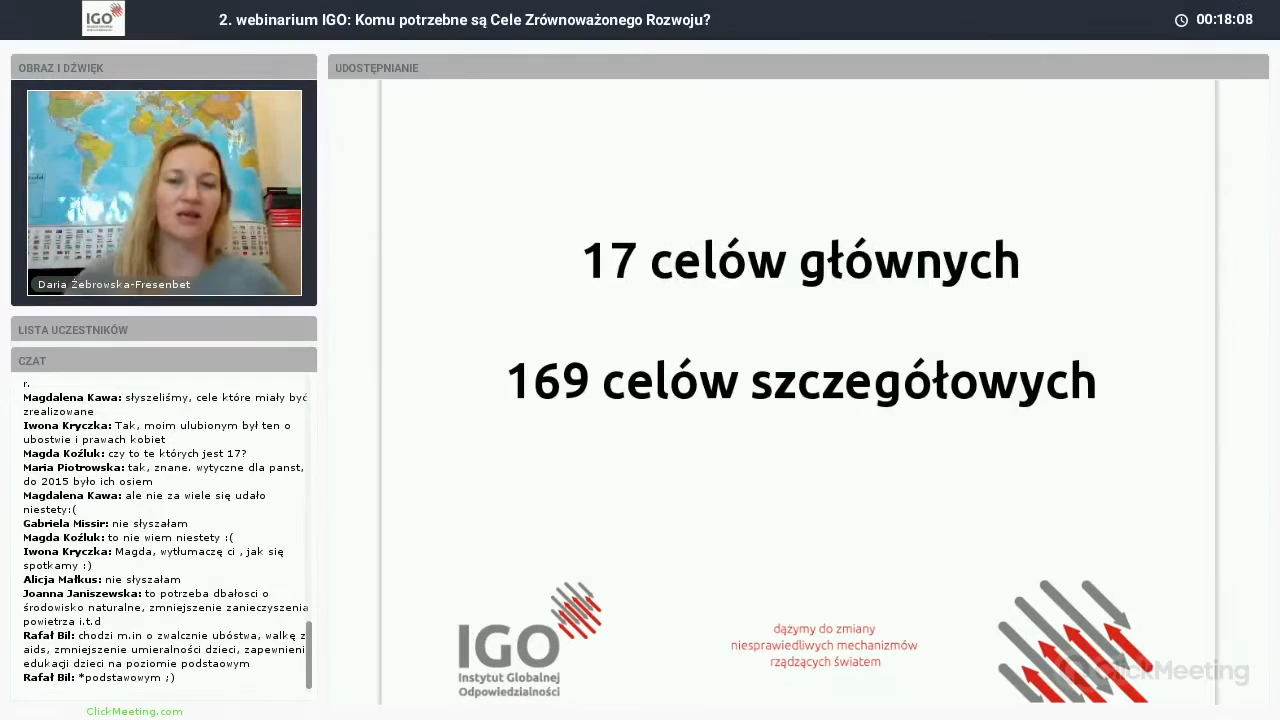 IGO
2. webinarium IGO: Komu potrzebne są Cele Zrównoważonego Rozwoju?
00:18:08
OBRAZ I DŹWIĘK
Daria Żebrowska-Fresenbet
LISTA UCZESTNIKÓW
CZAT
r.
Magdalena Kawa: słyszeliśmy, cele które miały być
zrealizowane
Iwona Kryczka: Tak, moim ulubionym był ten o
ubostwie i prawach kobiet
Magda Koźluk: czy to te których jest 17?
Maria Piotrowska: tak, znane. wytyczne dla panst,
do 2015 było ich osiem
Magdalena Kawa: ale nie za wiele się udało
niestety:(
Gabriela Missir: nie słyszałam
Magda Koźluk: to nie wiem niestety :(
Iwona Kryczka: Magda, wytłumaczę ci , jak się
spotkamy :)
Alicja Małkus: nie szyszałam
Joanna Janiszewska: to potrzeba dbałosci o
środowisko naturalne, zmniejszenie zanieczyszenia
powietrza i.t.d
Rafał Bil: chodzi m.in o zwalcznie ubóstwa, walkę z
aids, zmniejsztenie umieralności dzieci, zapewnieni
edukacji dzieci na poziomie podstaowym
Rafał Bil: *podstawowym ;)
ClickMeeting.com
UDOSTĘPNIANIE
17 celów głównych
169 celów szczegółowych
IGO
Instytut Globalnej
Odpowiedzialności
dążymy do zmiany
niesprawiedliwych mechanizmów
rządzących światem
ClickMeeting